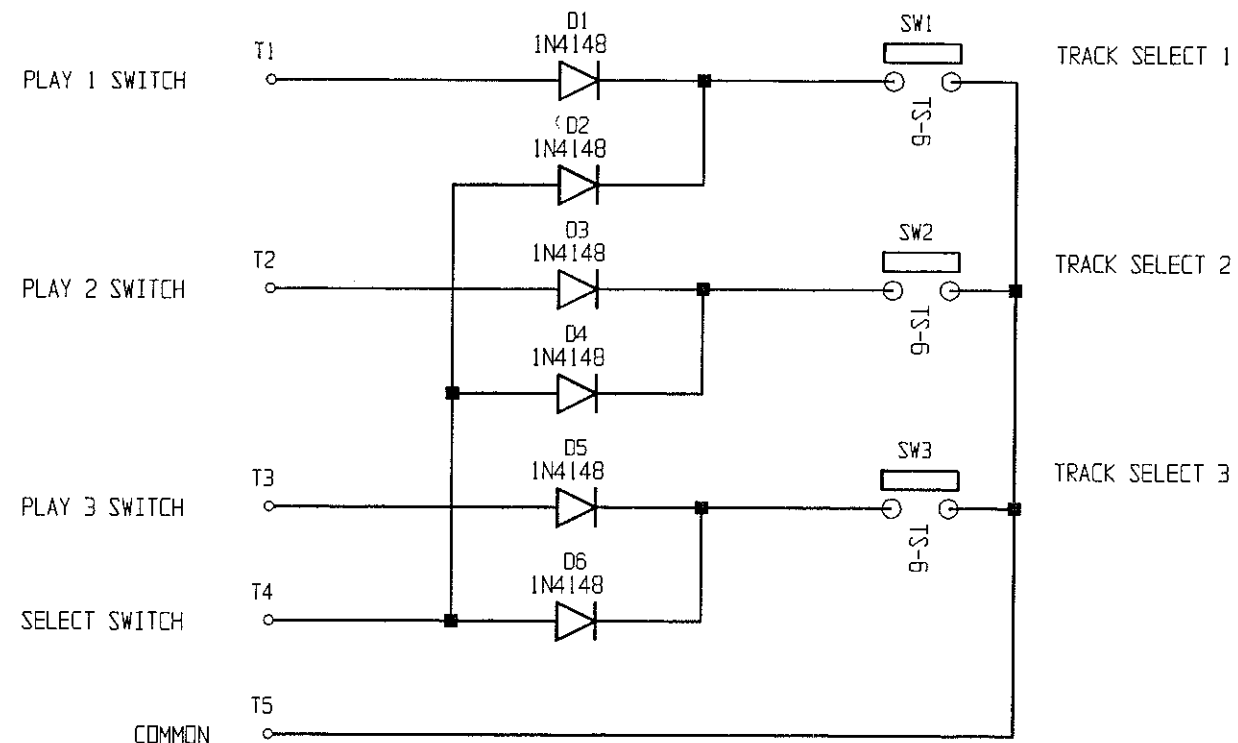 D1
1N4148
SW1
T1
PLAY 1 SWITCH
TRACK SELECT 1
TS-6
D2
1N4148
D3
1N4148
SW2
T2
PLAY 2 SWITCH
TRACK SELECT 2
TS-6
D4
1N4148
D5
1N4148
SW3
T3
PLAY 3 SWITCH
TRACK SELECT 3
TS-6
D6
1N4148
T4
SELECT SWITCH
T5
COMMON